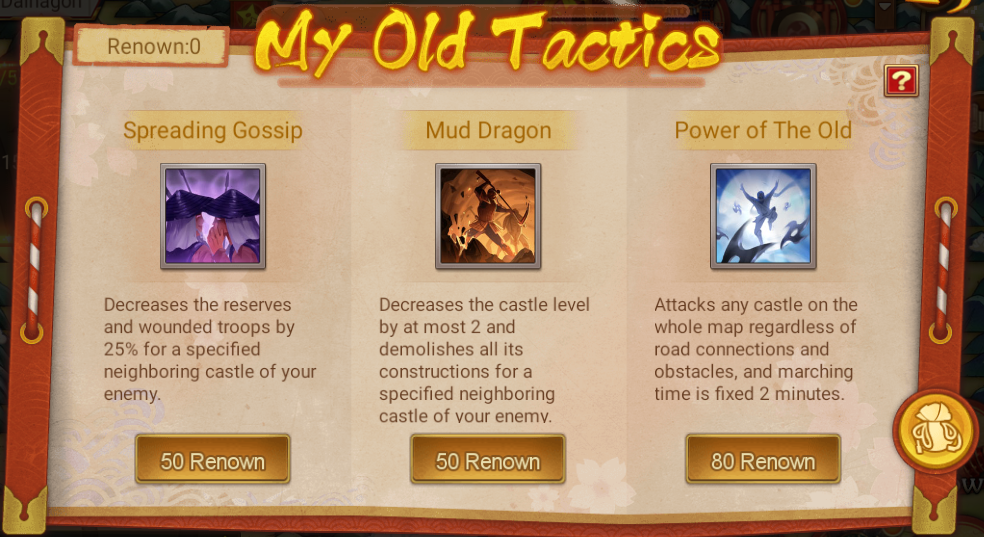 Dainagon
Renown:0
My Old Tactics
?
Spreading Gossip
Mud Dragon
Power of The Old
Decreases the reserves
and wounded troops by
25% for a specified
neighboring castle of your
enemy.
Decreases the castle level
by at most 2 and
demolishes all its
constructions for a
specified neighboring
castle of your enemy.
Attacks any castle on the
whole map regardless of
road connections and
obstacles, and marching
time is fixed 2 minutes.
50 Renown
50 Renown
80 Renown